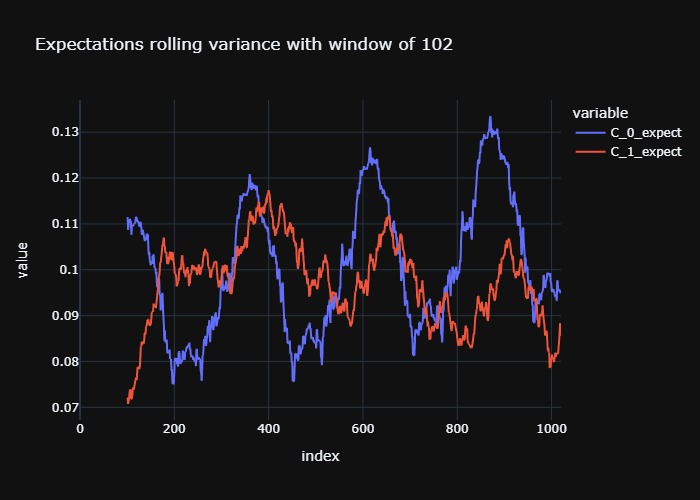 Expectations rolling variance with window of 102
variable
C_0_expect
C_1_expect
0.13
0.12
0.11
0.1
0.09
0.08
0.07
value
0 200 400 600 800 1000
index